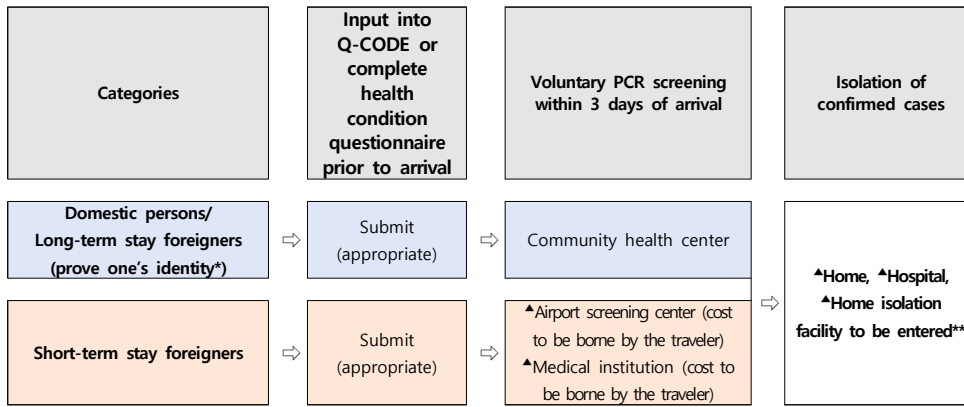 Categories
Input into
Q-CODE or
complete
health
condition
questionnaire
prior to arrival
Voluntary PCR screening
within 3 days of arrival
Isolation of
confirmed cases
Domestic persons/
Long-term stay foreigners
(prove one's identity*)
⇨
Submit
(appropriate)
⇨
Community health center
Short-term stay foreigners
⇨
Submit
(appropriate)
⇨
▲Airport screening center (cost
to be borne by the traveler)
▲Medical institution (cost to
be borne by the traveler)
⇨
▲Home, ▲Hospital,
▲Home isolation
facility to be entered**